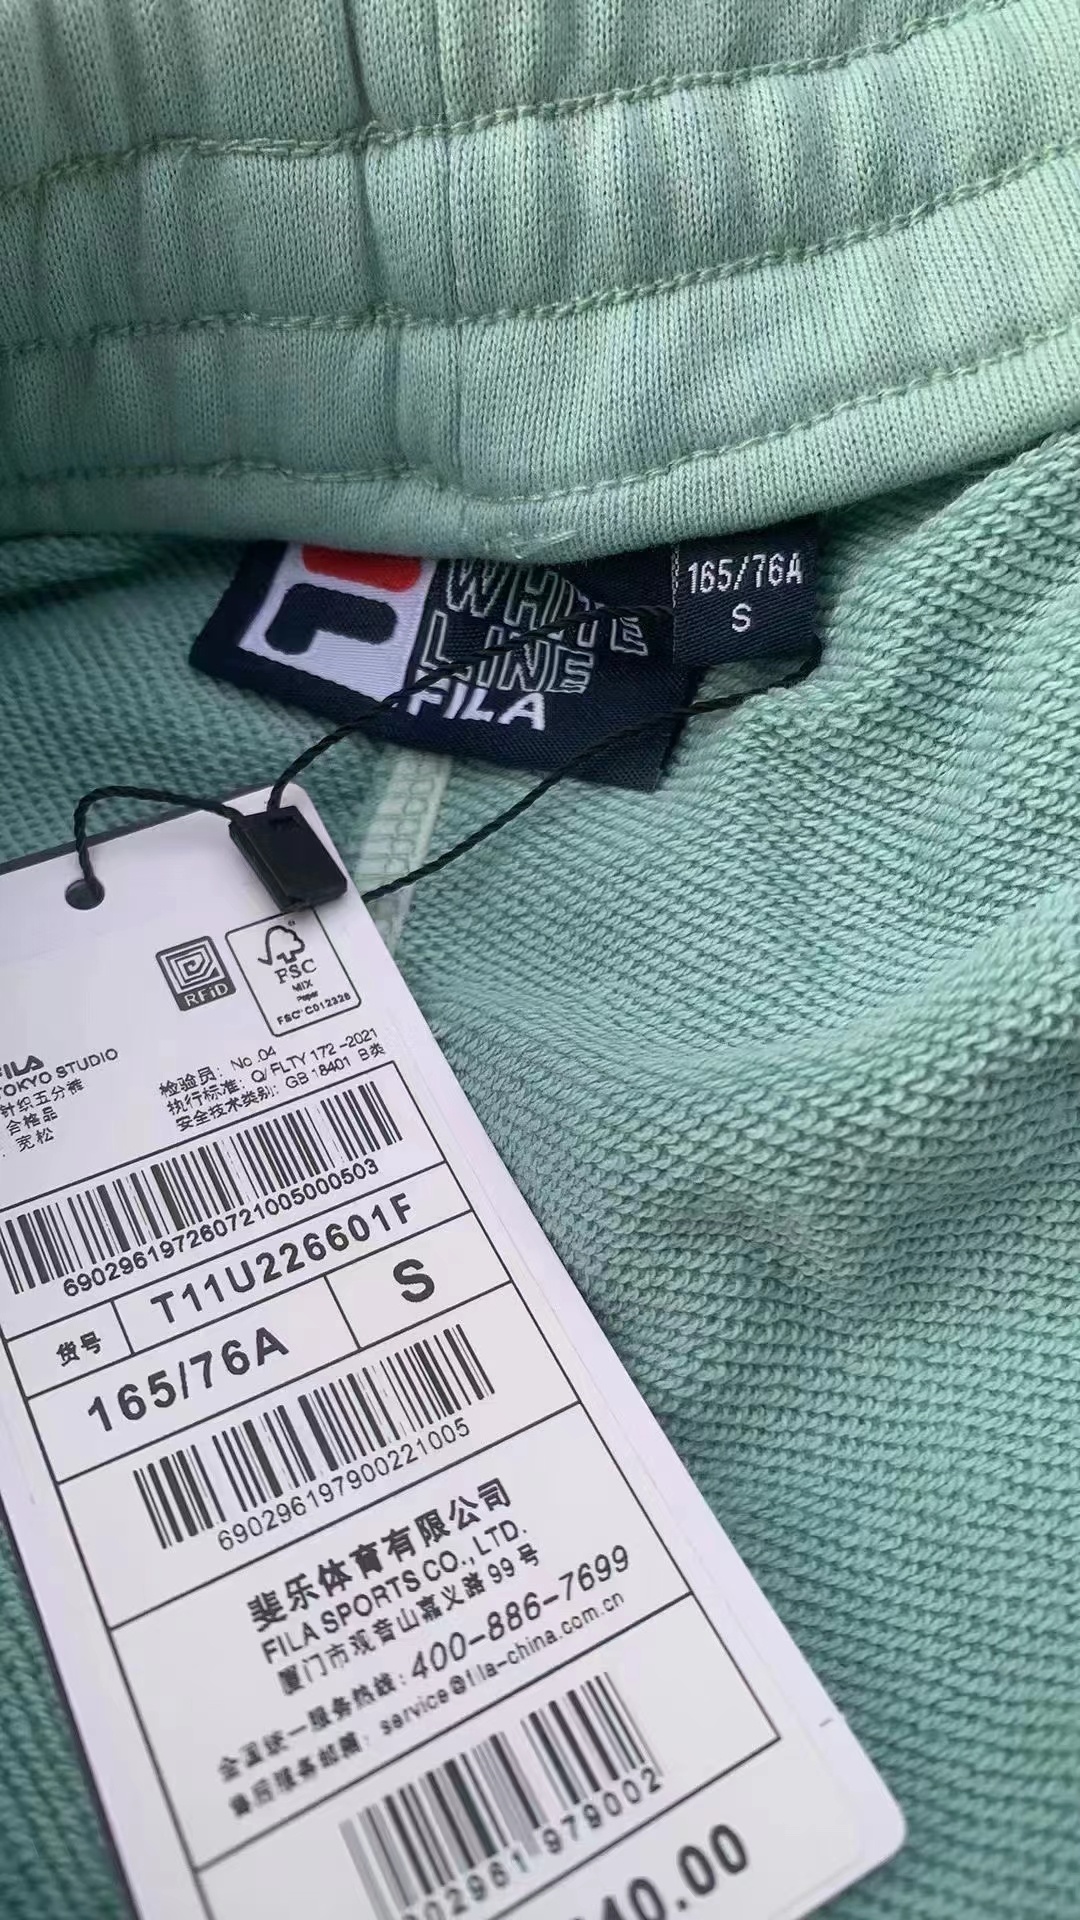 WHITE
LINE
FILA
165/76A
S
RFiD
FSC
MIX
Paper
FSC® C012328
FILA
TOKYO STUDIO
针织五分裤
合格品
宽松
检验员: No.04
执行标准: Q/FLTY 172-2021
安全技术类别: GB 18401 B类
69029619726072100500​0503
货号
T11U226601F
165/76A
S
69029619790022​1005
斐乐体育有限公司
FILA SPORTS CO., LTD.
厦门市观音山嘉义路99号
全国统一服务热线: 400-886-7699
售后服务邮箱: service@fila-china.com.cn
02961 979002
40.00